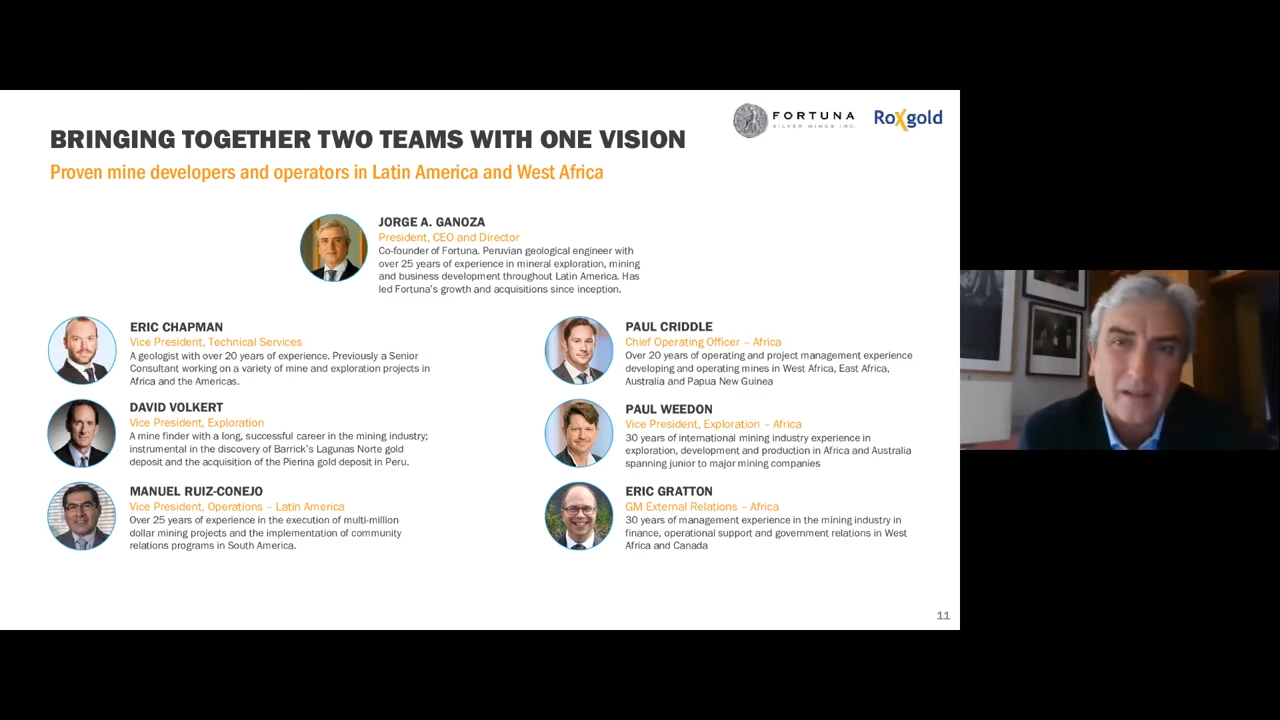 FORTUNA
SILVER MINES INC.
Roxgold
BRINGING TOGETHER TWO TEAMS WITH ONE VISION
Proven mine developers and operators in Latin America and West Africa
JORGE A. GANOZA
President, CEO and Director
Co-founder of Fortuna. Peruvian geological engineer with
over 25 years of experience in mineral exploration, mining
and business development throughout Latin America. Has
led Fortuna's growth and acquisitions since inception.
ERIC CHAPMAN
Vice President, Technical Services
A geologist with over 20 years of experience. Previously a Senior
Consultant working on a variety of mine and exploration projects in
Africa and the Americas.
DAVID VOLKERT
Vice President, Exploration
A mine finder with a long, successful career in the mining industry;
instrumental in the discovery of Barrick's Lagunas Norte gold
deposit and the acquisition of the Pierina gold deposit in Peru.
MANUEL RUIZ-CONEJO
Vice President, Operations – Latin America
Over 25 years of experience in the execution of multi-million
dollar mining projects and the implementation of community
relations programs in South America.
PAUL CRIDDLE
Chief Operating Officer – Africa
Over 20 years of operating and project management experience
developing and operating mines in West Africa, East Africa,
Australia and Papua New Guinea
PAUL WEEDON
Vice President, Exploration – Africa
30 years of international mining industry experience in
exploration, development and production in Africa and Australia
spanning junior to major mining companies
ERIC GRATTON
GM External Relations – Africa
30 years of management experience in the mining industry in
finance, operational support and government relations in West
Africa and Canada
11